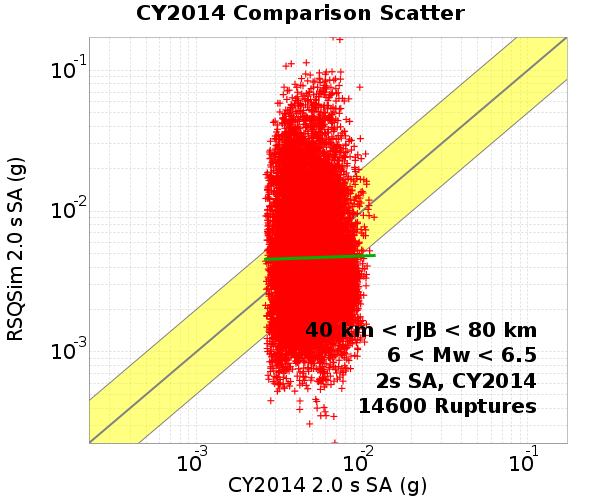 CY2014 Comparison Scatter
RSQSim 2.0 s SA (g)
10-1
10-2
10-3
40 km < rJB < 80 km
6 < Mw < 6.5
2s SA, CY2014
14600 Ruptures
10-3 10-2 10-1
CY2014 2.0 s SA (g)